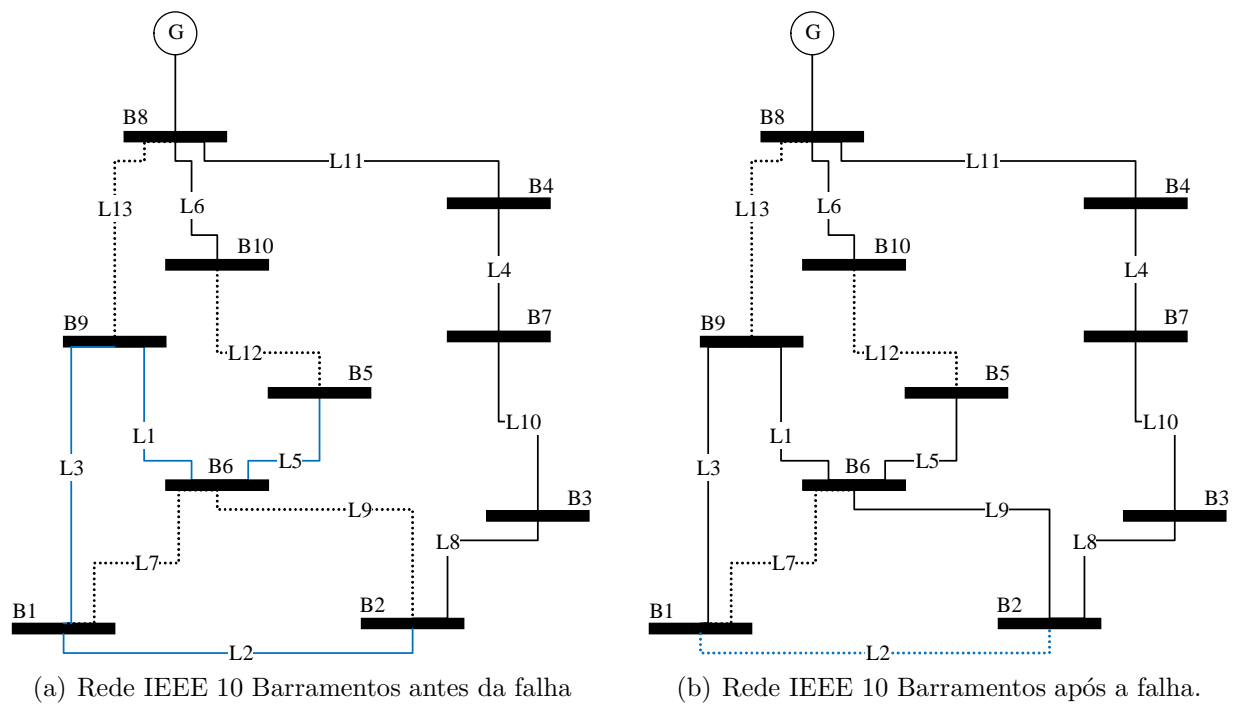 G
B8
L11
B4
L13
L6
B10
L4
B9
B7
L12
B5
L10
L1
L3
B6
L5
B3
L9
L8
L7
B1
B2
L2
(a) Rede IEEE 10 Barramentos antes da falha
G
B8
L11
B4
L13
L6
B10
L4
B9
B7
L12
B5
L10
L1
L3
B6
L5
B3
L9
L8
L7
B1
B2
L2
(b) Rede IEEE 10 Barramentos após a falha.